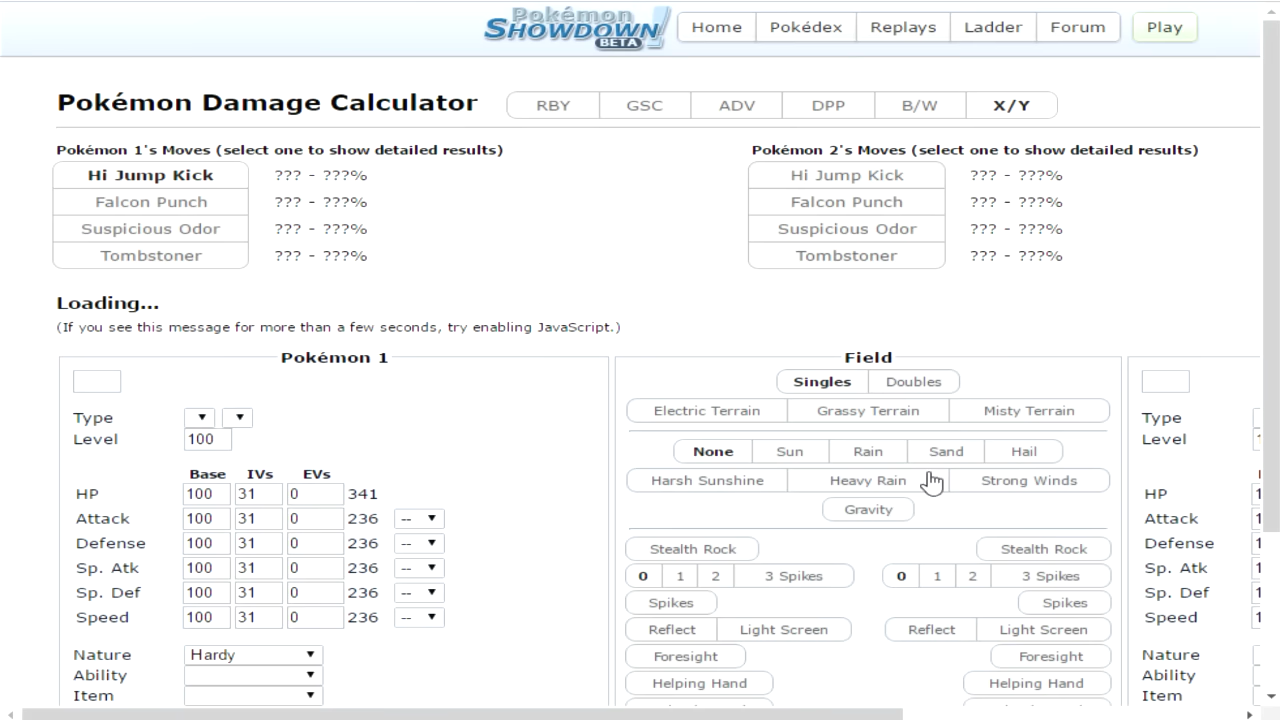 Pokémon SHOWDOWN! BETA Home Pokédex Replays Ladder Forum Play
Pokémon Damage Calculator RBY GSC ADV DPP B/W X/Y
Pokémon 1's Moves (select one to show detailed results) Pokémon 2's Moves (select one to show detailed results)
Hi Jump Kick ??? - ???% Hi Jump Kick ??? - ???%
Falcon Punch ??? - ???% Falcon Punch ??? - ???%
Suspicious Odor ??? - ???% Suspicious Odor ??? - ???%
Tombstoner ??? - ???% Tombstoner ??? - ???%
Loading...
(If you see this message for more than a few seconds, try enabling JavaScript.)
Pokémon 1 Field
Singles Doubles
Electric Terrain Grassy Terrain Misty Terrain
Type Type
Level 100 Level
None Sun Rain Sand Hail
Base IVs EVs Harsh Sunshine Heavy Rain Strong Winds
HP 100 31 0 341 HP
Gravity
Attack 100 31 0 236 -- Attack
Defense 100 31 0 236 -- Stealth Rock Stealth Rock Defense
Sp. Atk 100 31 0 236 -- 0 1 2 3 Spikes 0 1 2 3 Spikes Sp. Atk
Sp. Def 100 31 0 236 -- Spikes Spikes Sp. Def
Speed 100 31 0 236 -- Reflect Light Screen Reflect Light Screen Speed
Nature Hardy Foresight Foresight Nature
Ability Helping Hand Helping Hand Ability
Item Item